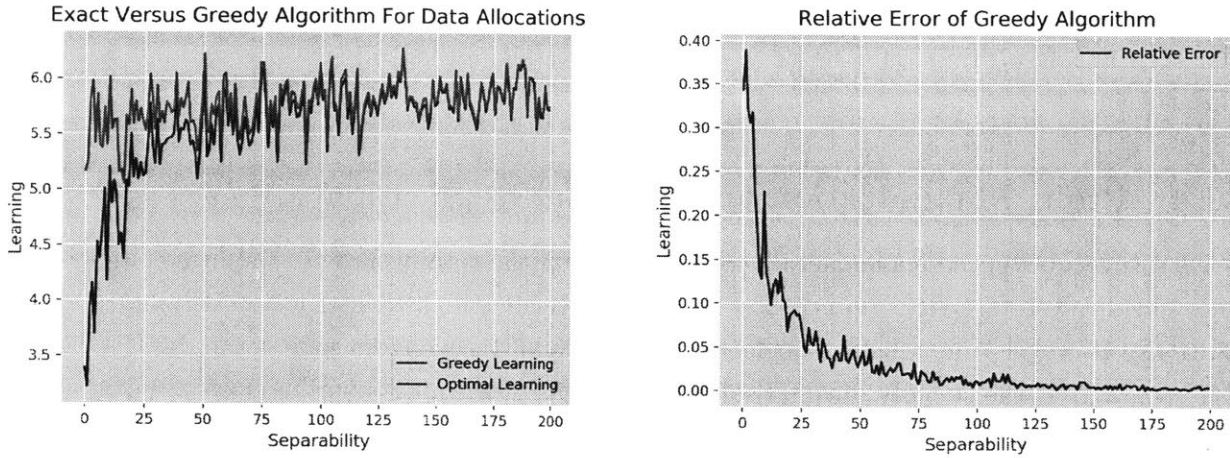 Exact Versus Greedy Algorithm For Data Allocations
6.0
5.5
5.0
4.5
4.0
3.5
Learning
Greedy Learning
Optimal Learning
0 25 50 75 100 125 150 175 200
Separability
Relative Error of Greedy Algorithm
0.40
0.35
0.30
0.25
0.20
0.15
0.10
0.05
0.00
Learning
Relative Error
0 25 50 75 100 125 150 175 200
Separability